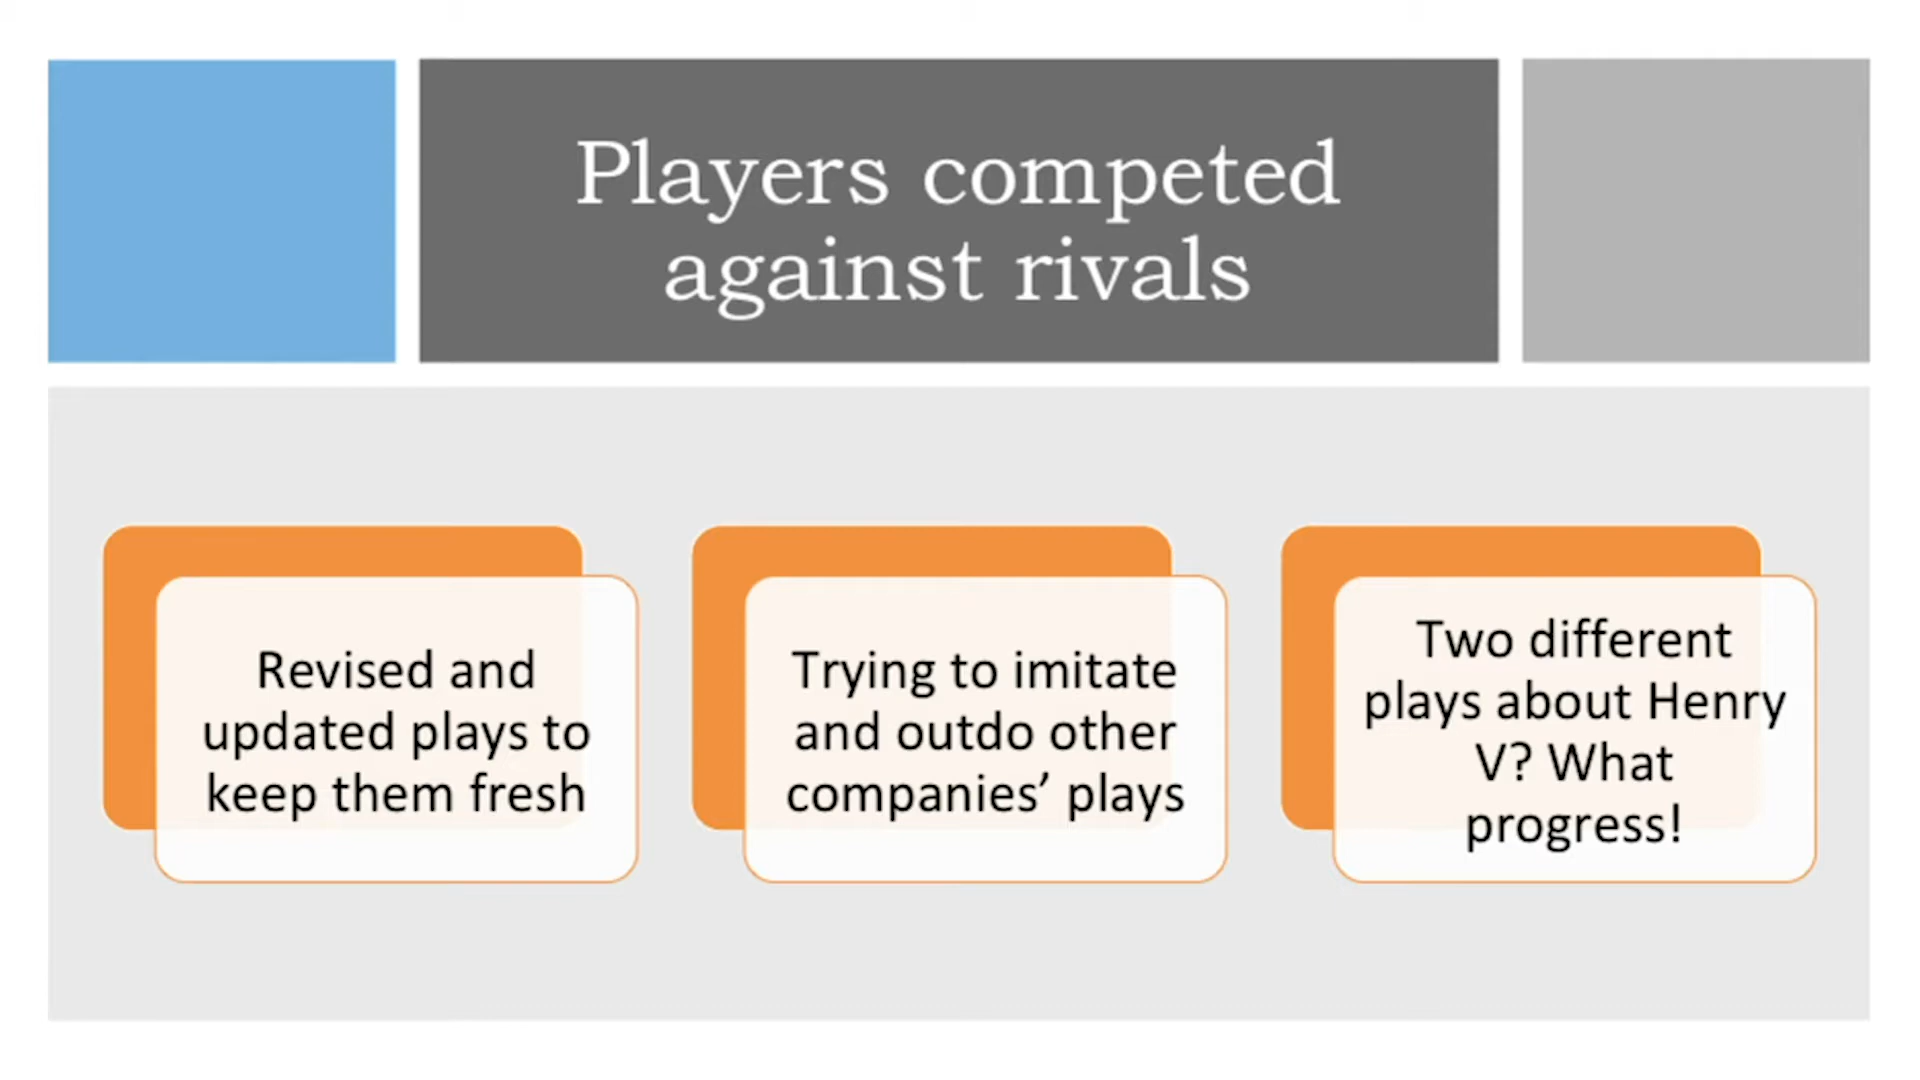 Players competed
against rivals
Revised and
updated plays to
keep them fresh
Trying to imitate
and outdo other
companies’ plays
Two different
plays about Henry
V? What
progress!